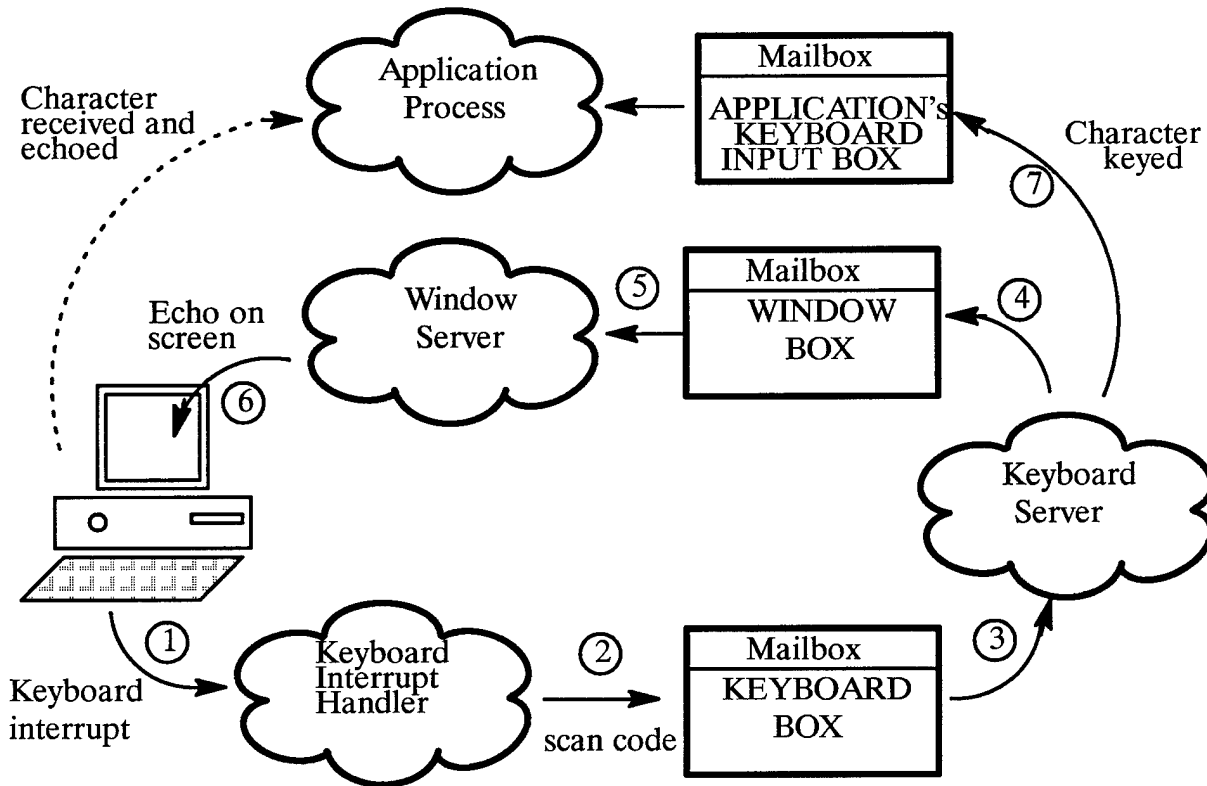 Application
Process
Mailbox
APPLICATION's
KEYBOARD
INPUT BOX
Character
received and
echoed
Character
keyed
7
Window
Server
5
Mailbox
WINDOW
BOX
4
Echo on
screen
6
Keyboard
Server
1
Keyboard
interrupt
Keyboard
Interrupt
Handler
2
scan code
Mailbox
KEYBOARD
BOX
3